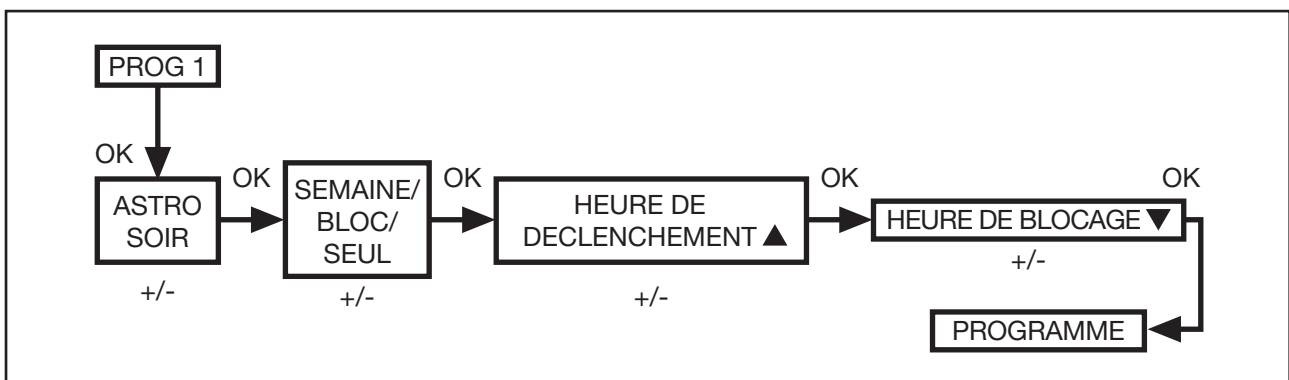 PROG 1
OK
ASTRO
SOIR
+/-
OK
SEMAINE/
BLOC/
SEUL
+/-
OK
HEURE DE
DECLENCHEMENT ▲
+/-
OK
HEURE DE BLOCAGE ▼
+/-
OK
PROGRAMME